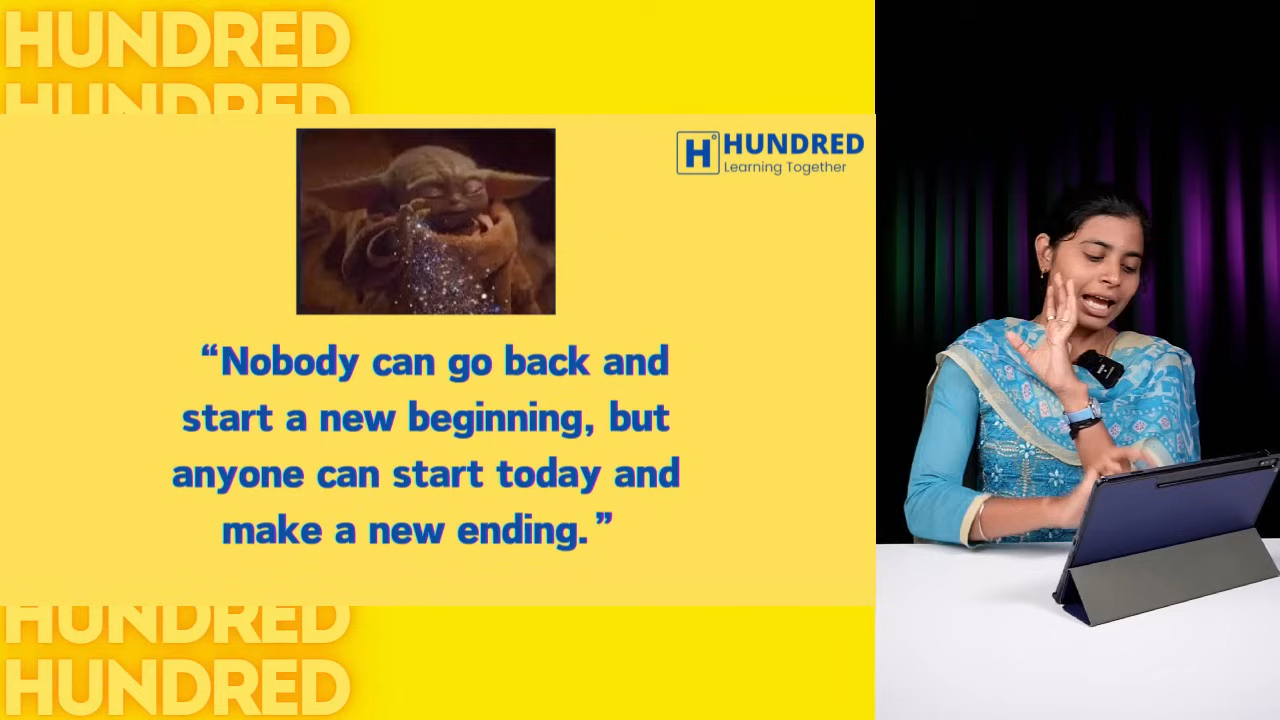 HUNDRED
HUNDRED
H HUNDRED
Learning Together
“Nobody can go back and
start a new beginning, but
anyone can start today and
make a new ending.”
HUNDRED
HUNDRED